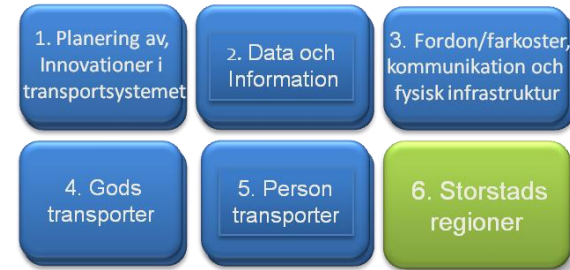 1. Planering av,
Innovationer i
transportsystemet
2. Data och
Information
3. Fordon/farkoster,
kommunikation och
fysisk infrastruktur
4. Gods
transporter
5. Person
transporter
6. Storstads
regioner